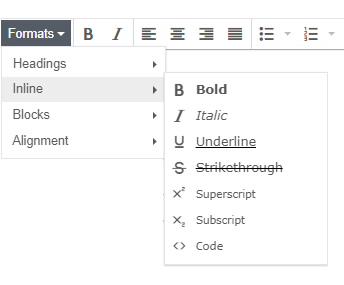 Formats
Headings
Inline
Blocks
Alignment
Bold
Italic
Underline
Strikethrough
Superscript
Subscript
Code